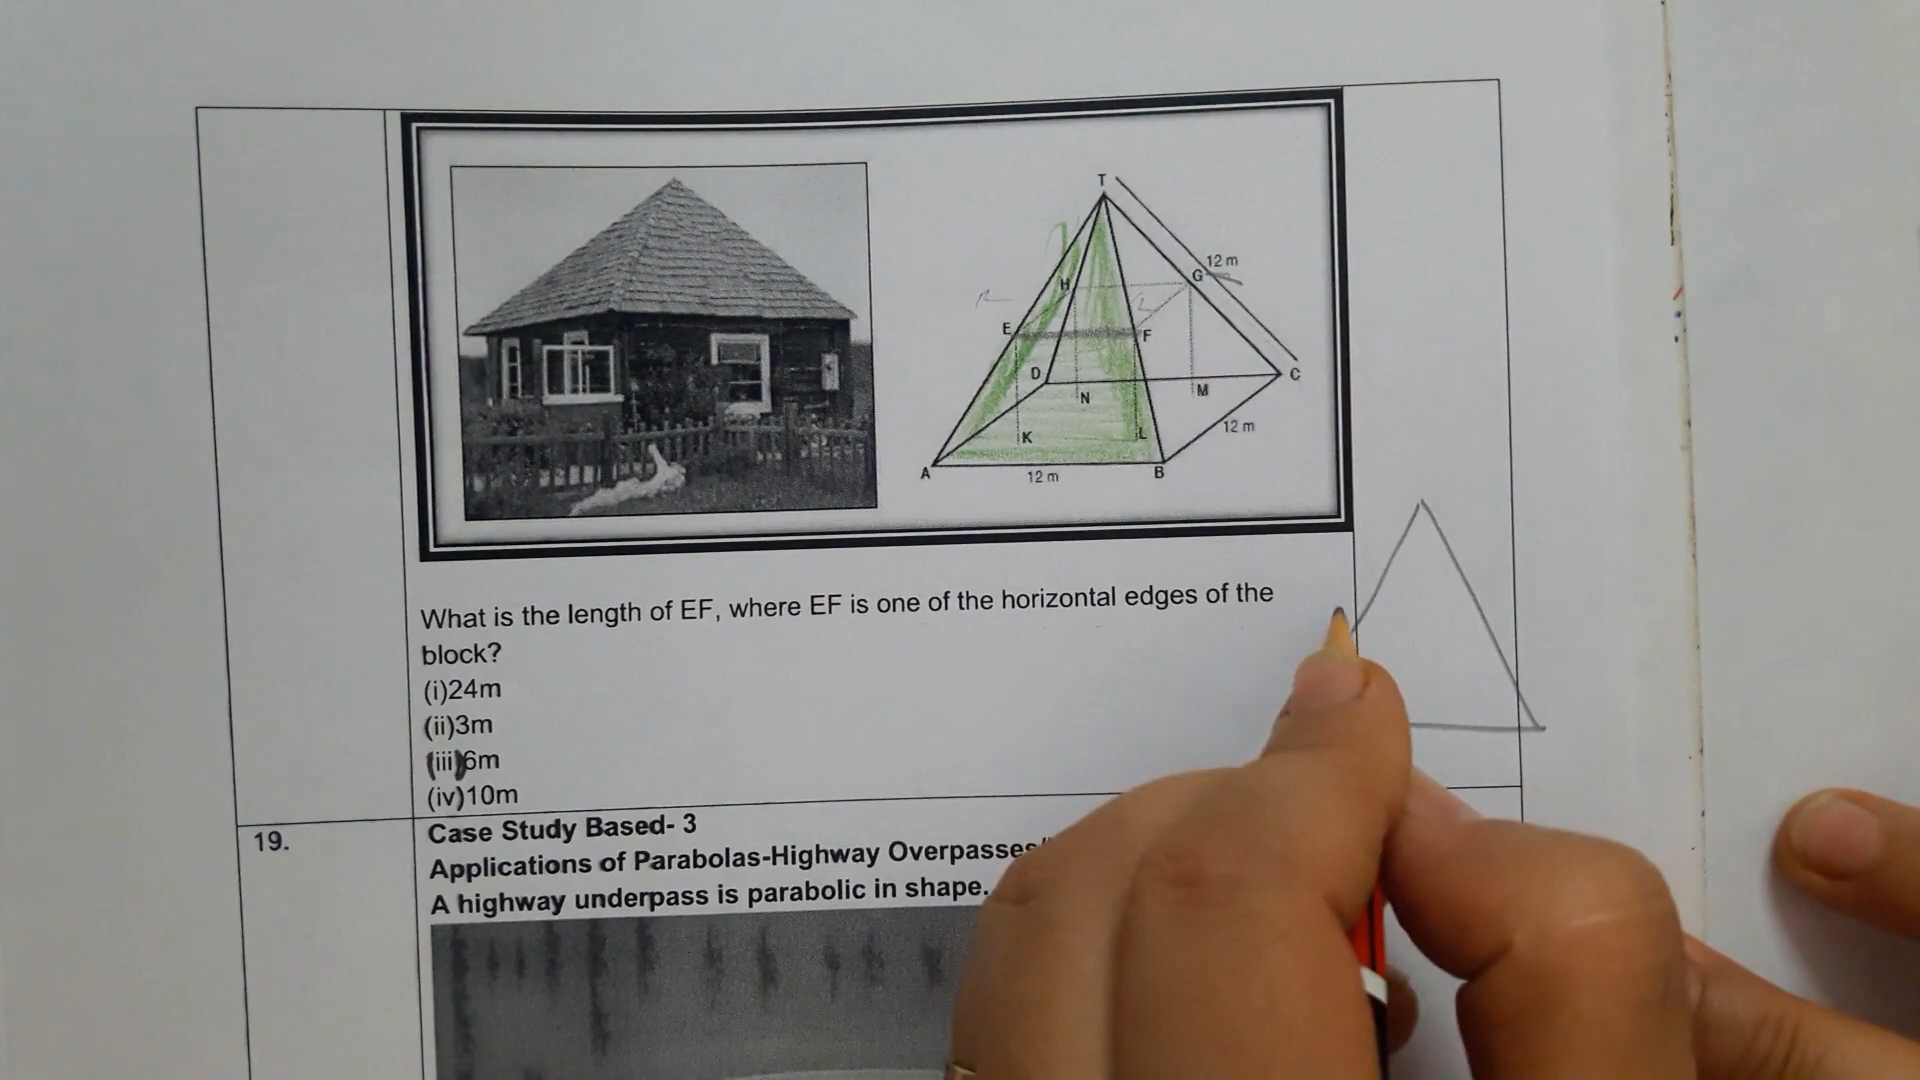 T
12 m
G
H
E
F
D
C
N
M
K
L
12 m
A
B
12 m
What is the length of EF, where EF is one of the horizontal edges of the
block?
(i)24m
(ii)3m
(iii)6m
(iv)10m
19.
Case Study Based- 3
Applications of Parabolas-Highway Overpasses/
A highway underpass is parabolic in shape.